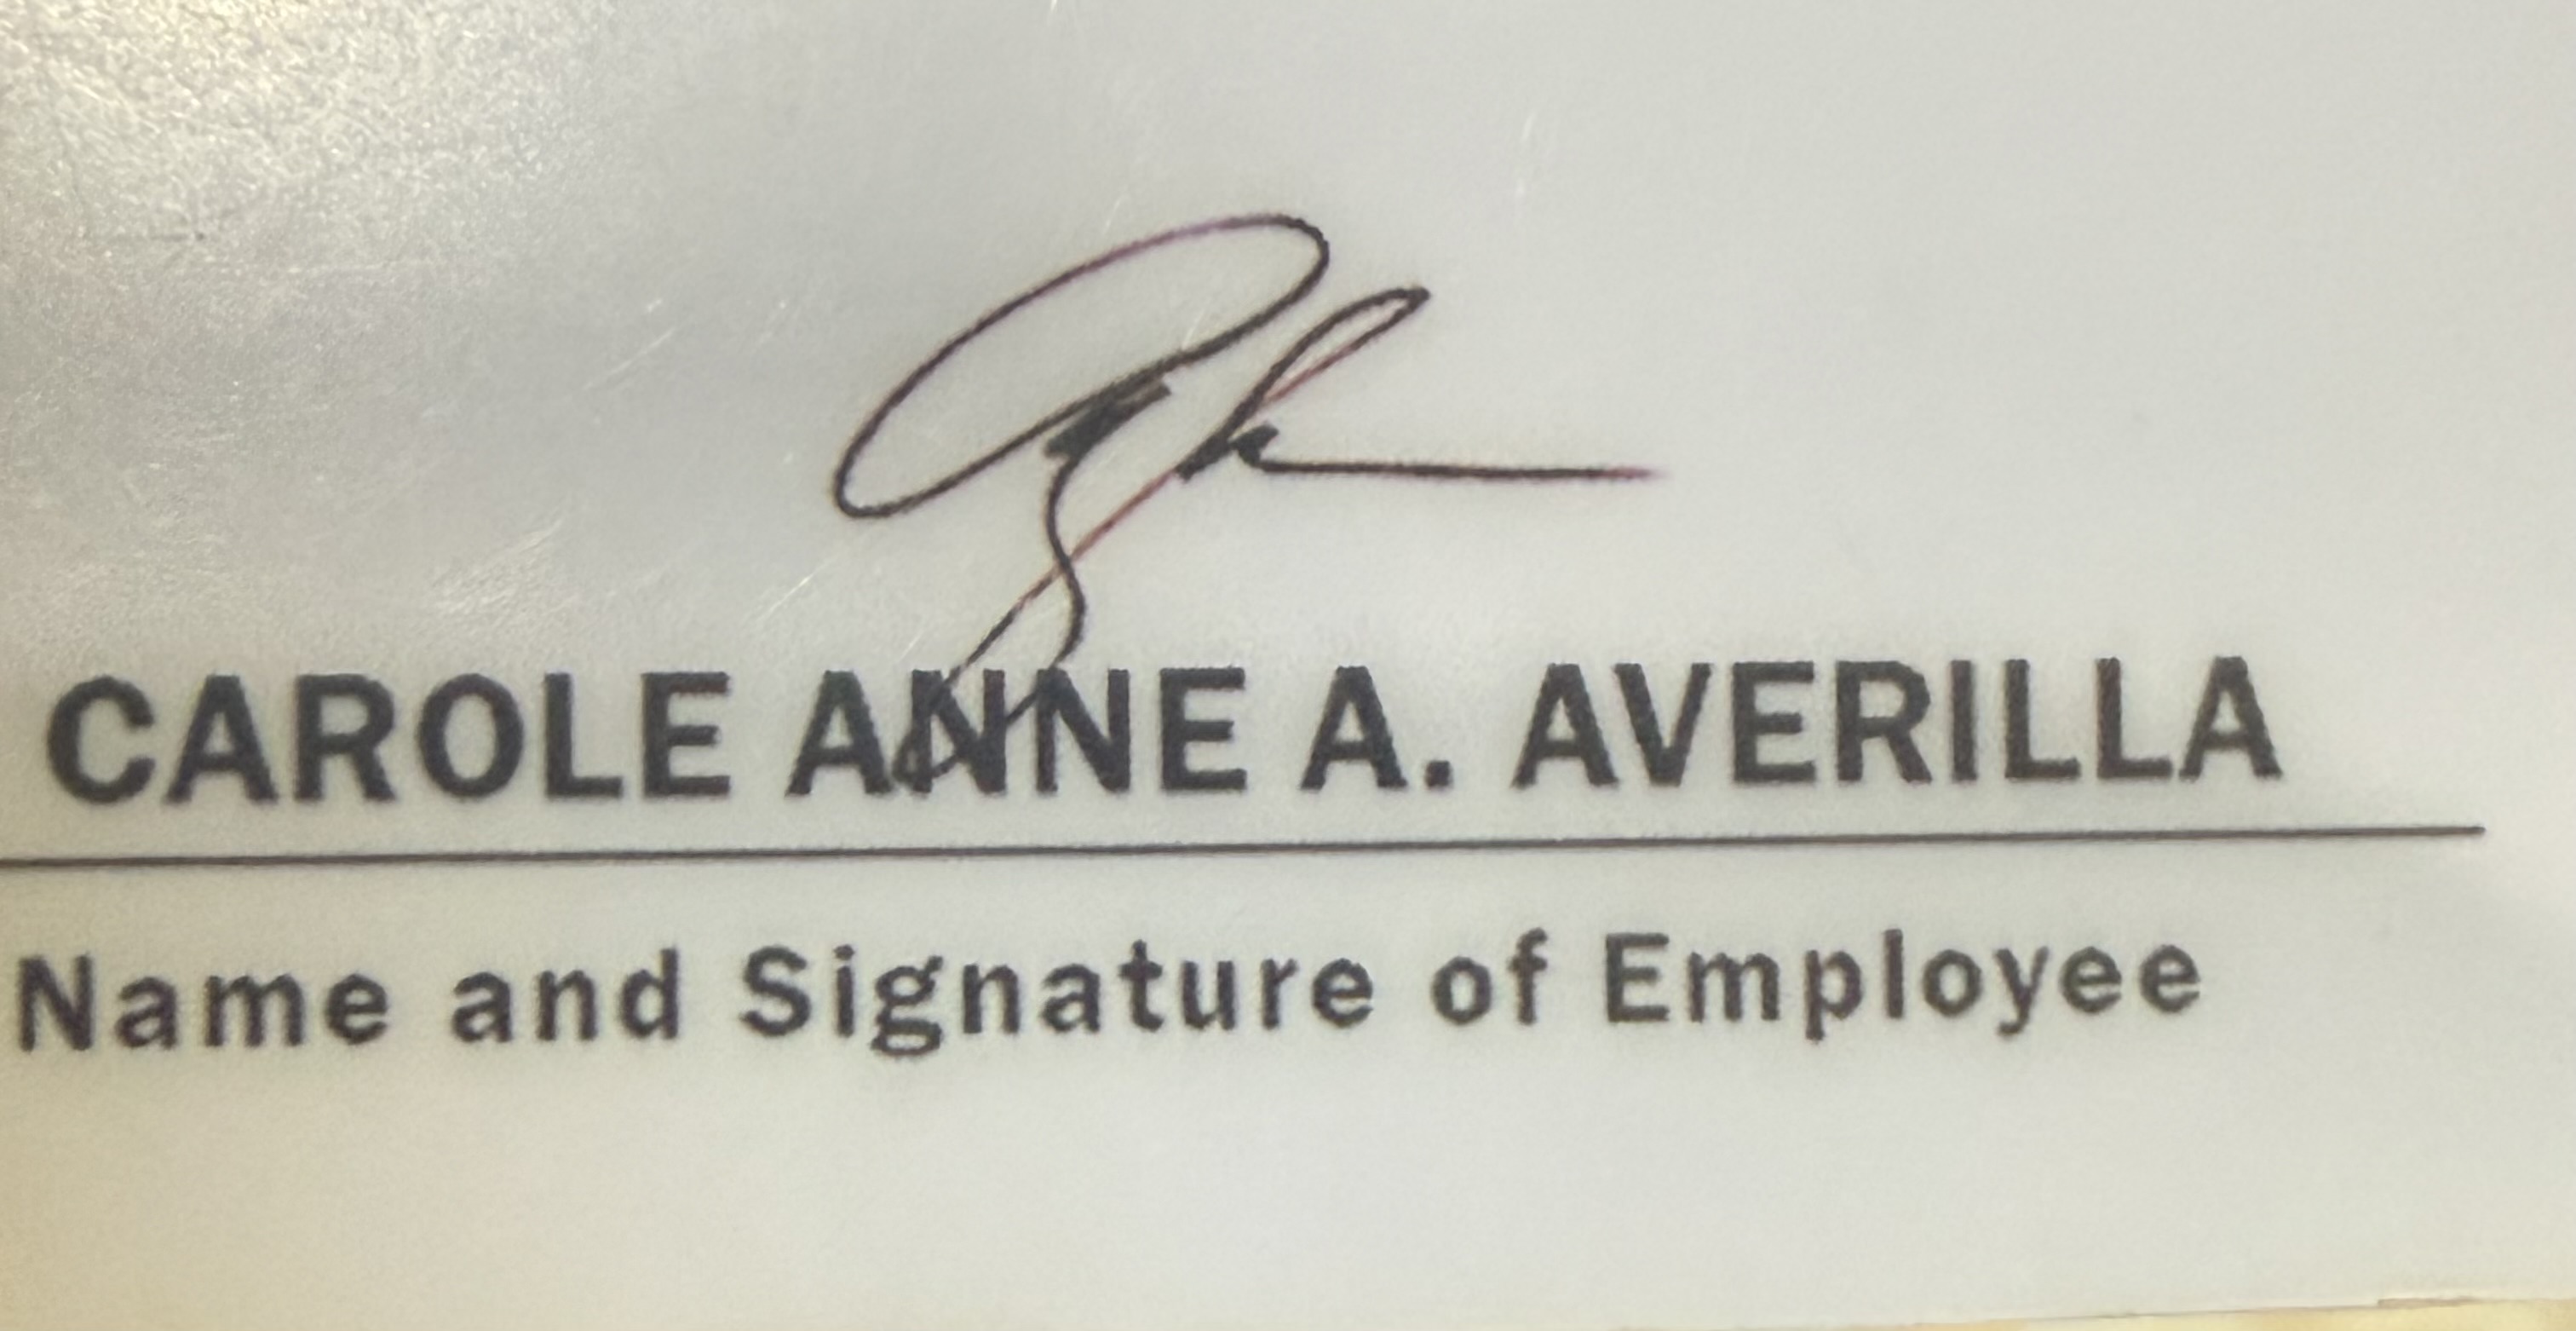 CAROLE ANNE A. AVERILLA
Name and Signature of Employee